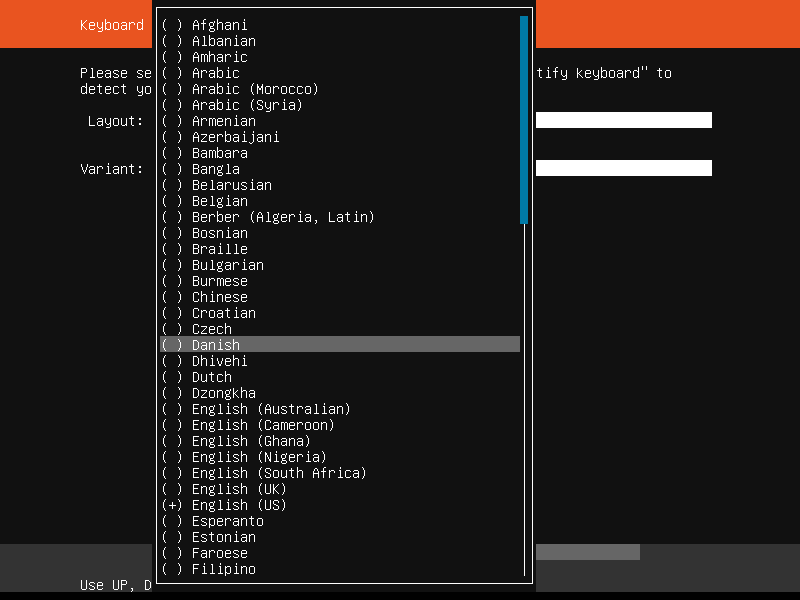 Keyboard
Please se
tify keyboard" to
detect yo
Layout:
Variant:
( ) Afghani
( ) Albanian
( ) Amharic
( ) Arabic
( ) Arabic (Morocco)
( ) Arabic (Syria)
( ) Armenian
( ) Azerbaijani
( ) Bambara
( ) Bangla
( ) Belarusian
( ) Belgian
( ) Berber (Algeria, Latin)
( ) Bosnian
( ) Braille
( ) Bulgarian
( ) Burmese
( ) Chinese
( ) Croatian
( ) Czech
( ) Danish
( ) Dhivehi
( ) Dutch
( ) Dzongkha
( ) English (Australian)
( ) English (Cameroon)
( ) English (Ghana)
( ) English (Nigeria)
( ) English (South Africa)
( ) English (UK)
(+) English (US)
( ) Esperanto
( ) Estonian
( ) Faroese
( ) Filipino
Use UP, D